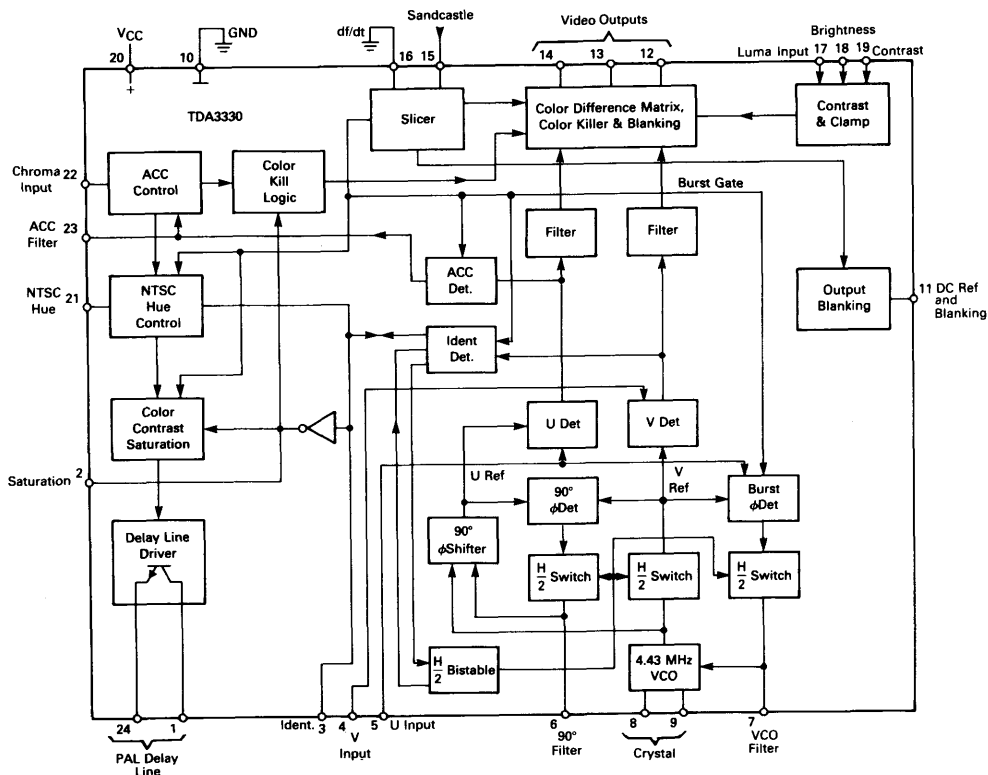 Sandcastle
Video Outputs
VCC
GND
df/dt
Brightness
20
10
16
15
14
13
12
Luma Input
17
18
19
Contrast
+
TDA3330
Slicer
Color Difference Matrix,
Color Killer & Blanking
Contrast
& Clamp
Chroma
Input
22
ACC
Control
Color
Kill
Logic
Burst Gate
ACC
Filter
23
Filter
Filter
ACC
Det.
NTSC
Hue
21
NTSC
Hue
Control
Output
Blanking
11 DC Ref
and
Blanking
Ident
Det.
Color
Contrast
Saturation
U Det
V Det
Saturation
2
U Ref
V
Ref
90°
ϕDet
Burst
ϕDet
Delay Line
Driver
90°
ϕShifter
H
2
Switch
H
2
Switch
H
2
Switch
H
2
Bistable
4.43 MHz
VCO
24
1
Ident.
3
4
5
U Input
6
8
9
7
PAL Delay
Line
V
Input
90°
Filter
Crystal
VCO
Filter